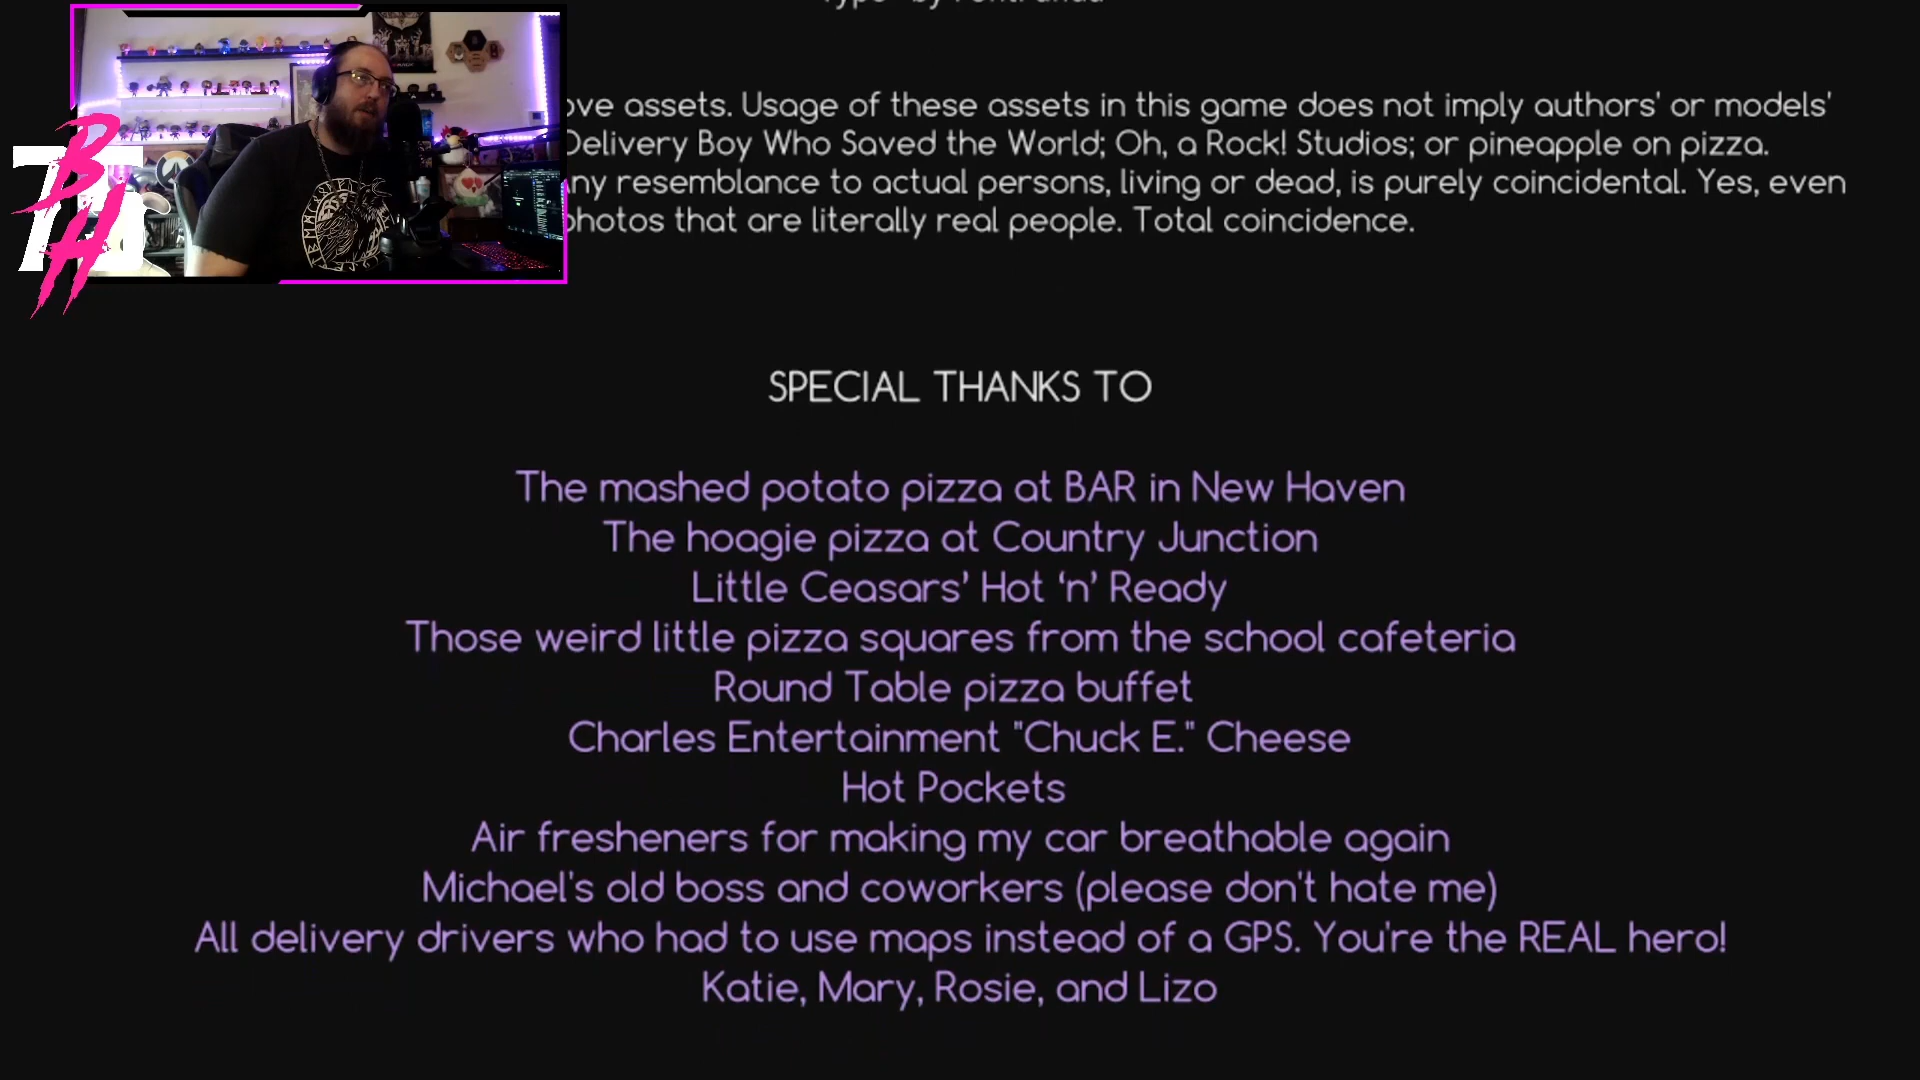 ove assets. Usage of these assets in this game does not imply authors' or models'
Delivery Boy Who Saved the World; Oh, a Rock! Studios; or pineapple on pizza.
ny resemblance to actual persons, living or dead, is purely coincidental. Yes, even
photos that are literally real people. Total coincidence.
BH
SPECIAL THANKS TO
The mashed potato pizza at BAR in New Haven
The hoagie pizza at Country Junction
Little Ceasars’ Hot ‘n’ Ready
Those weird little pizza squares from the school cafeteria
Round Table pizza buffet
Charles Entertainment "Chuck E." Cheese
Hot Pockets
Air fresheners for making my car breathable again
Michael's old boss and coworkers (please don't hate me)
All delivery drivers who had to use maps instead of a GPS. You're the REAL hero!
Katie, Mary, Rosie, and Lizo